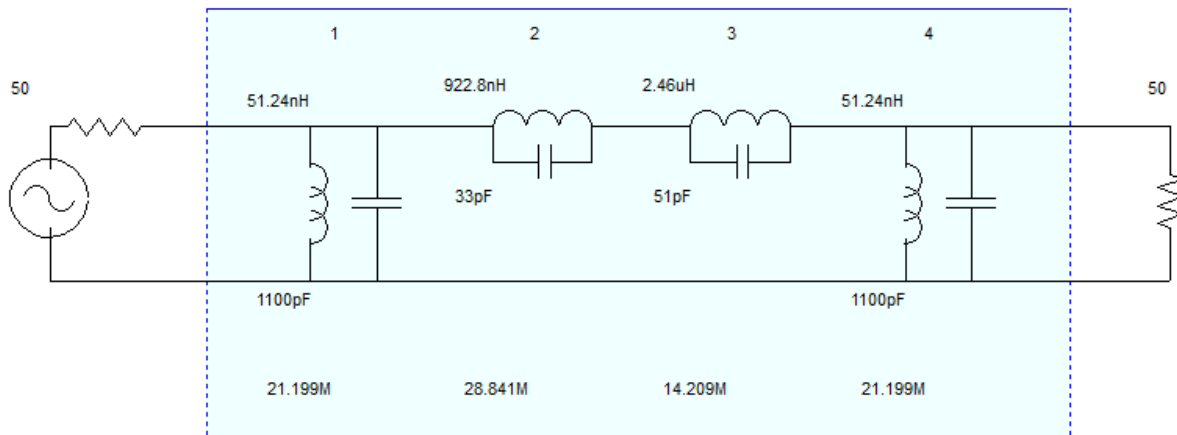 1 2 3 4
50 50
51.24nH 922.8nH 2.46uH 51.24nH
33pF 51pF
1100pF 1100pF
21.199M 28.841M 14.209M 21.199M